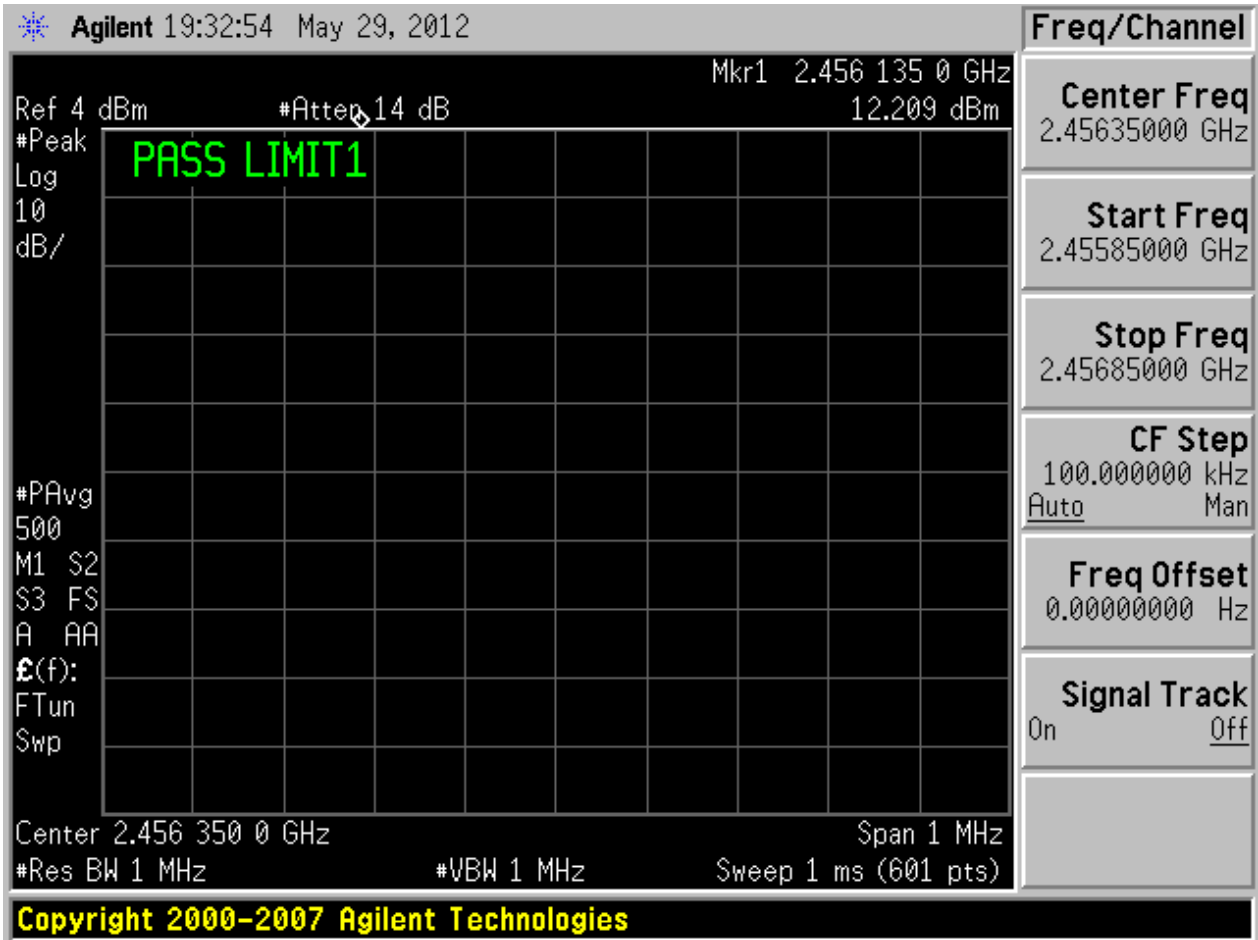 Agilent 19:32:54 May 29, 2012
Freq/Channel
Mkr1 2.456 135 0 GHz
Ref 4 dBm #Atten 14 dB 12.209 dBm
#Peak
Log
10
dB/
PASS LIMIT1
#PAvg
500
M1 S2
S3 FS
A AA
£(f):
FTun
Swp
Center 2.456 350 0 GHz Span 1 MHz
#Res BW 1 MHz #VBW 1 MHz Sweep 1 ms (601 pts)
Center Freq
2.45635000 GHz
Start Freq
2.45585000 GHz
Stop Freq
2.45685000 GHz
CF Step
100.000000 kHz
Auto Man
Freq Offset
0.00000000 Hz
Signal Track
On Off
Copyright 2000-2007 Agilent Technologies